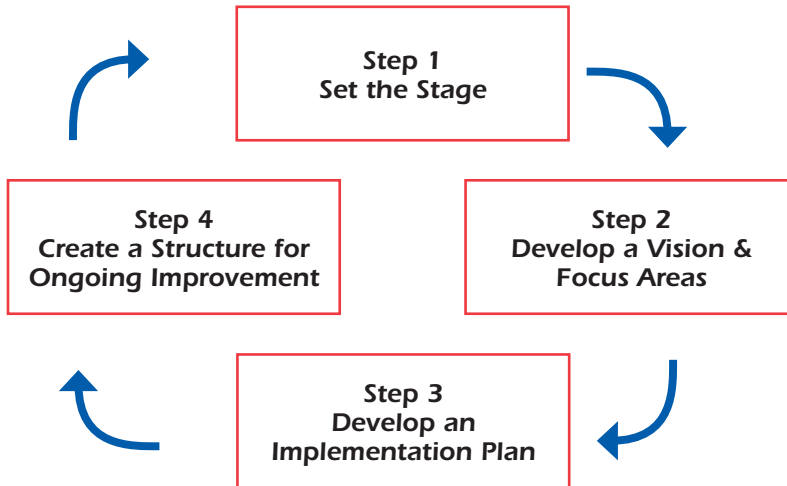 Step 1
Set the Stage
Step 2
Develop a Vision &
Focus Areas
Step 3
Develop an
Implementation Plan
Step 4
Create a Structure for
Ongoing Improvement